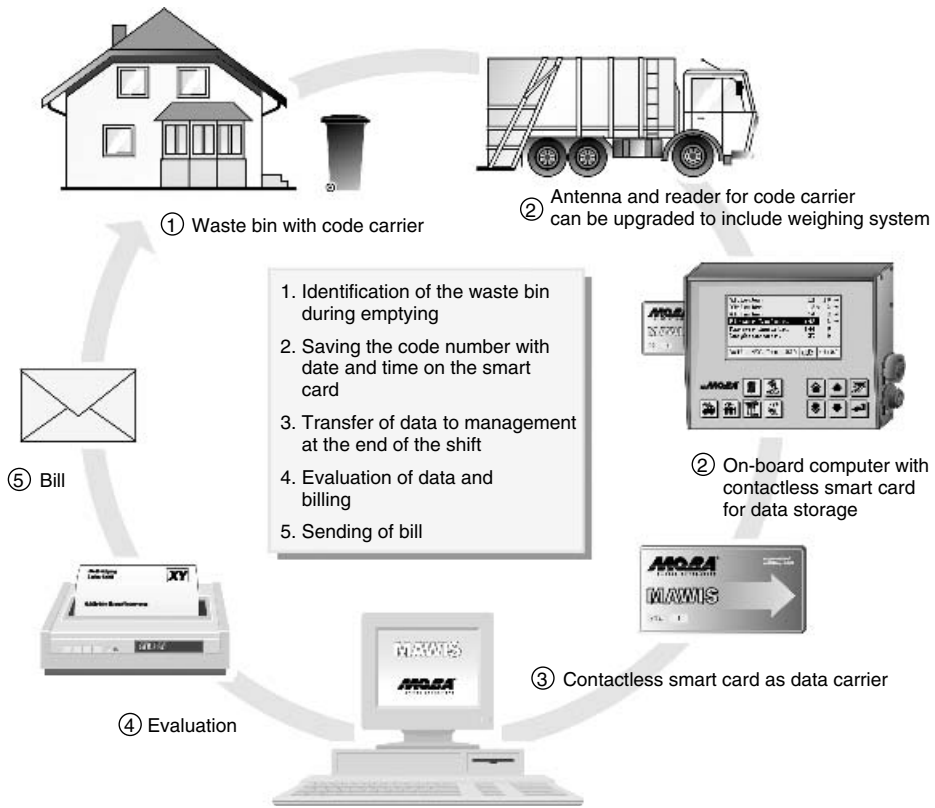 ① Waste bin with code carrier
② Antenna and reader for code carrier
can be upgraded to include weighing system
1. Identification of the waste bin
during emptying
2. Saving the code number with
date and time on the smart
card
3. Transfer of data to management
at the end of the shift
4. Evaluation of data and
billing
5. Sending of bill
MOBA
MOBA
② On-board computer with
contactless smart card
for data storage
⑤ Bill
XY
MOBA
MAWIS
③ Contactless smart card as data carrier
MAWIS
MOBA
④ Evaluation